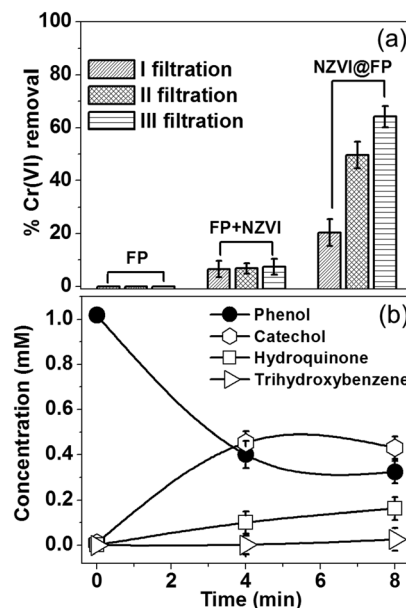 (a)
I filtration
II filtration
III filtration
NZVI@FP
FP+NZVI
FP
% Cr(VI) removal
100
80
60
40
20
0
(b)
Phenol
Catechol
Hydroquinone
Trihydroxybenzene
Concentration (mM)
1.0
0.8
0.6
0.4
0.2
0.0
0 2 4 6 8
Time (min)